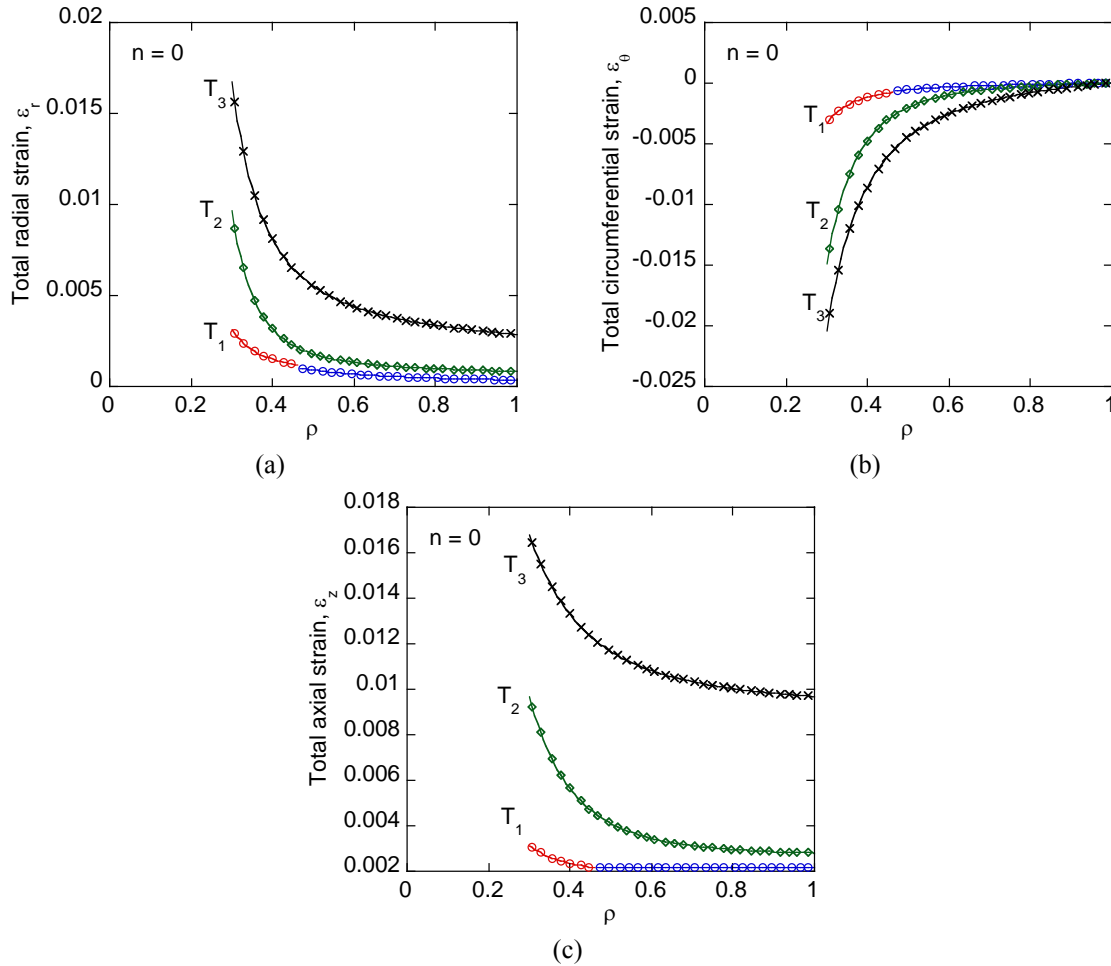 0.02
n = 0
T3
0.015
0.01
T2
0.005
T1
0
0 0.2 0.4 0.6 0.8 1
Total radial strain, εr
ρ
(a)
0.005
n = 0
0
T1
-0.005
-0.01
T2
-0.015
T3
-0.02
-0.025
0 0.2 0.4 0.6 0.8 1
Total circumferential strain, εθ
ρ
(b)
0.018
n = 0
0.016
T3
0.014
0.012
0.01
T2
0.008
0.006
0.004
T1
0.002
0 0.2 0.4 0.6 0.8 1
Total axial strain, εz
ρ
(c)